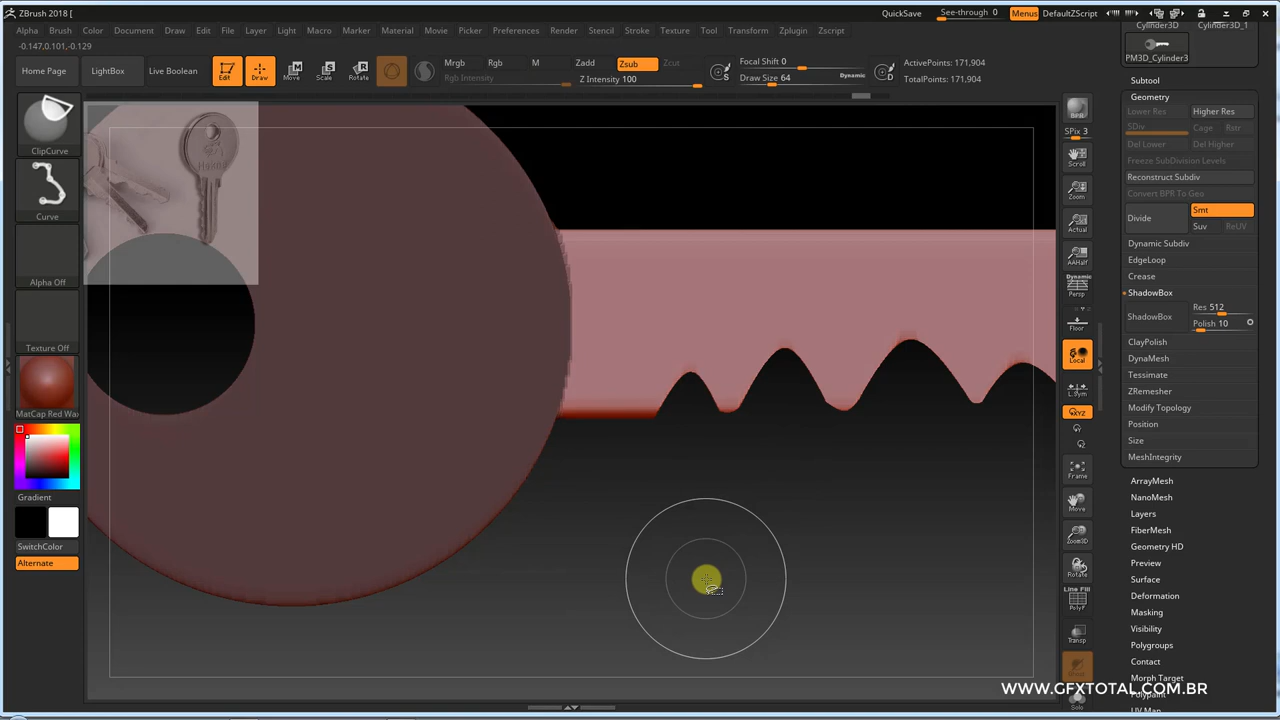 ZBrush 2018 [
QuickSave
See-through 0
Menus
DefaultZScript
Alpha Brush Color Document Draw Edit File Layer Light Macro Marker Material Movie Picker Preferences Render Stencil Stroke Texture Tool Transform Zplugin Zscript
-0.147,0.101,-0.129
Home Page
LightBox
Live Boolean
Edit
Draw
Move
Scale
Rotate
Mrgb
Rgb
M
Rgb Intensity
Zadd
Zsub
Zcut
Z Intensity 100
S
Focal Shift 0
Draw Size 64
Dynamic
D
ActivePoints: 171,904
TotalPoints: 171,904
ClipCurve
Curve
Alpha Off
Texture Off
MatCap Red Wax
Gradient
SwitchColor
Alternate
BPR
SPix 3
Scroll
Zoom
Actual
AAHalf
Dynamic
Persp
Floor
Local
L.Sym
XYZ
Y
Z
Frame
Move
Zoom3D
Rotate
Line Fill
PolyF
Transp
Solo
Cylinder3D
Cylinder3D_1
PM3D_Cylinder3
Subtool
Geometry
Lower Res
Higher Res
SDiv
Cage
Rstr
Del Lower
Del Higher
Freeze SubDivision Levels
Reconstruct Subdiv
Convert BPR To Geo
Divide
Smt
Suv
ReUV
Dynamic Subdiv
EdgeLoop
Crease
ShadowBox
ShadowBox
Res 512
Polish 10
ClayPolish
DynaMesh
Tessimate
ZRemesher
Modify Topology
Position
Size
MeshIntegrity
ArrayMesh
NanoMesh
Layers
FiberMesh
Geometry HD
Preview
Surface
Deformation
Masking
Visibility
Polygroups
Contact
Morph Target
Polypaint
UV Map
WWW.GFXTOTAL.COM.BR